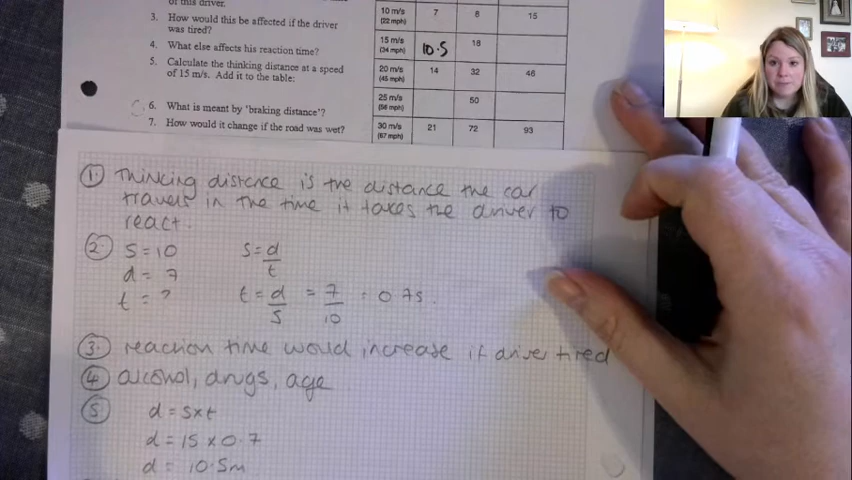 of this driver.
3. How would this be affected if the driver
was tired?
4. What else affects his reaction time?
5. Calculate the thinking distance at a speed
of 15 m/s. Add it to the table:
6. What is meant by 'braking distance'?
7. How would it change if the road was wet?
10 m/s
(22 mph) 7 8 15
15 m/s
(34 mph) 10.5 18
20 m/s
(45 mph) 14 32 46
25 m/s
(56 mph) 50
30 m/s
(67 mph) 21 72 93
① Thinking distance is the distance the car
travels in the time it takes the driver to
react.
② S = 10 S = d/t
d = 7
t = ? t = d/s = 7/10 = 0.7s.
③ reaction time would increase if driver tired
④ alcohol, drugs, age
⑤ d = s x t
d = 15 x 0.7
d = 10.5m